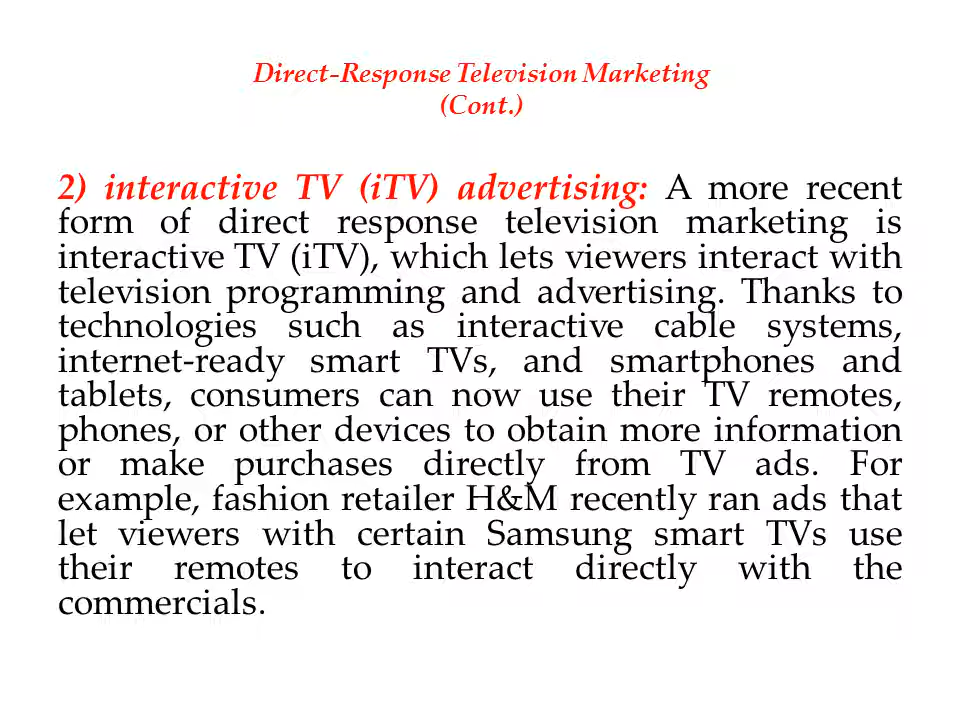 Direct-Response Television Marketing
(Cont.)
2) interactive TV (iTV) advertising: A more recent
form of direct response television marketing is
interactive TV (iTV), which lets viewers interact with
television programming and advertising. Thanks to
technologies such as interactive cable systems,
internet-ready smart TVs, and smartphones and
tablets, consumers can now use their TV remotes,
phones, or other devices to obtain more information
or make purchases directly from TV ads. For
example, fashion retailer H&M recently ran ads that
let viewers with certain Samsung smart TVs use
their remotes to interact directly with the
commercials.